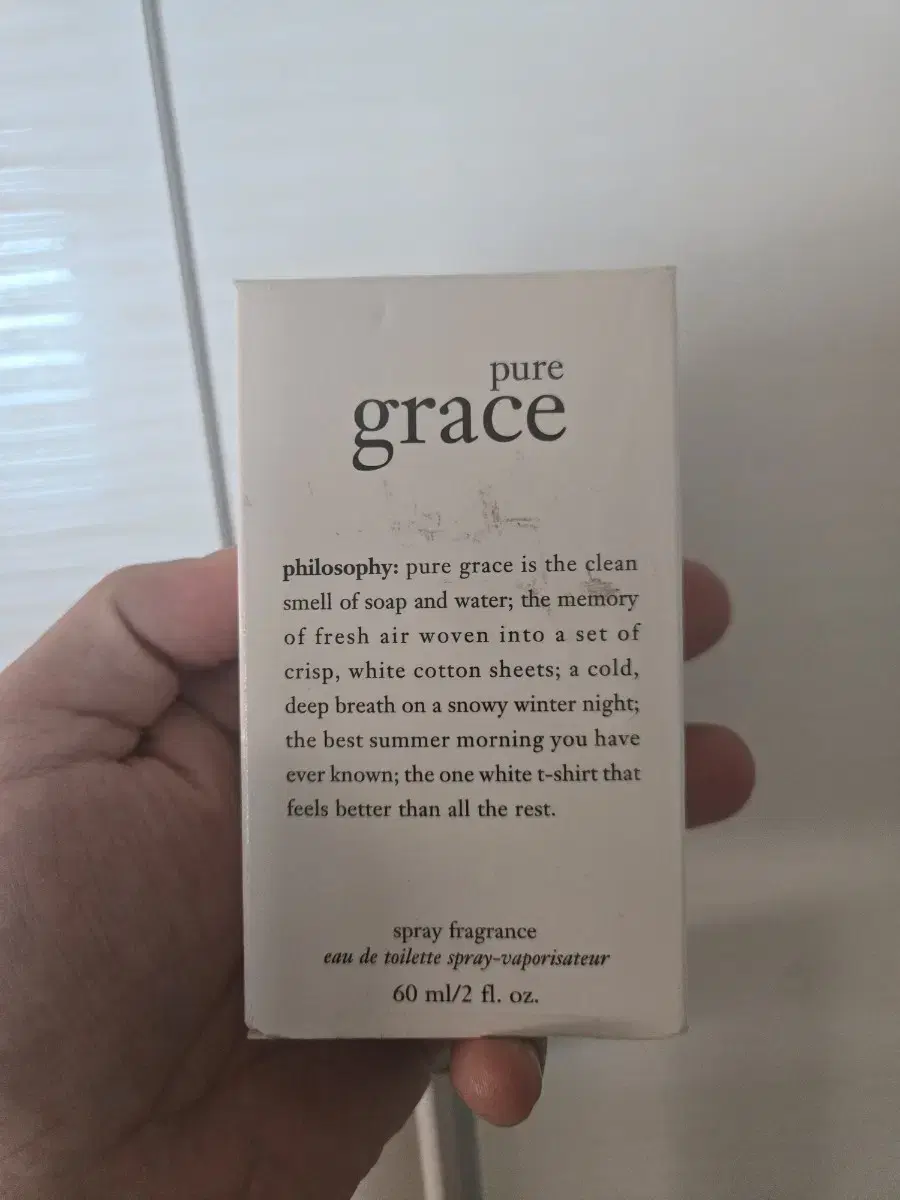 pure
grace
philosophy: pure grace is the clean
smell of soap and water; the memory
of fresh air woven into a set of
crisp, white cotton sheets; a cold,
deep breath on a snowy winter night;
the best summer morning you have
ever known; the one white t-shirt that
feels better than all the rest.
spray fragrance
eau de toilette spray-vaporisateur
60 ml/2 fl. oz.